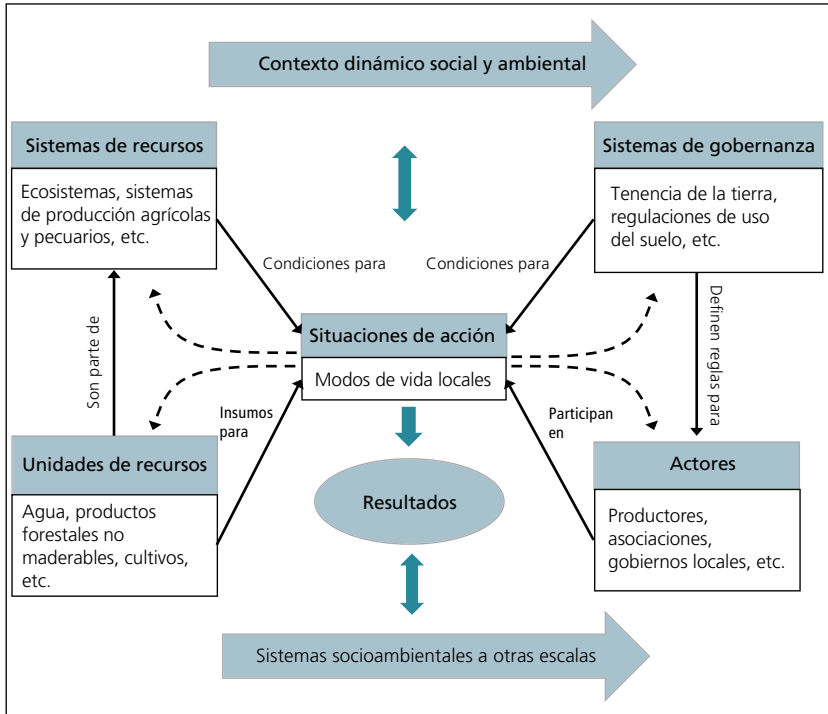 Contexto dinámico social y ambiental
Sistemas de recursos
Ecosistemas, sistemas
de producción agrícolas
y pecuarios, etc.
Sistemas de gobernanza
Tenencia de la tierra,
regulaciones de uso
del suelo, etc.
Condiciones para
Condiciones para
Son parte de
Definen reglas para
Situaciones de acción
Modos de vida locales
Insumos
para
Participan
en
Unidades de recursos
Agua, productos
forestales no
maderables, cultivos,
etc.
Resultados
Actores
Productores,
asociaciones,
gobiernos locales, etc.
Sistemas socioambientales a otras escalas